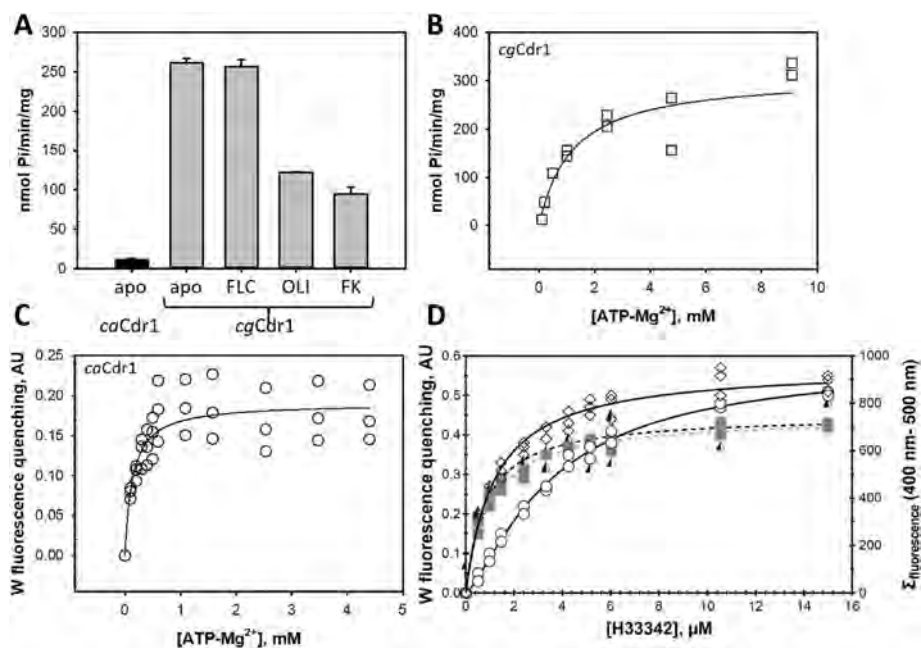 A
nmol Pi/min/mg
300
250
200
150
100
50
0
apo
apo FLC OLI FK
caCdr1
cgCdr1
B
cgCdr1
nmol Pi/min/mg
400
300
200
100
0
0 2 4 6 8 10
[ATP-Mg²⁺], mM
C
caCdr1
W fluorescence quenching, AU
0.25
0.20
0.15
0.10
0.05
0.00
0 1 2 3 4 5
[ATP-Mg²⁺], mM
D
W fluorescence quenching, AU
0.6
0.5
0.4
0.3
0.2
0.1
0.0
0 2 4 6 8 10 12 14 16
[H33342], µM
1000
800
600
400
200
0
Σfluorescence (400 nm- 500 nm)